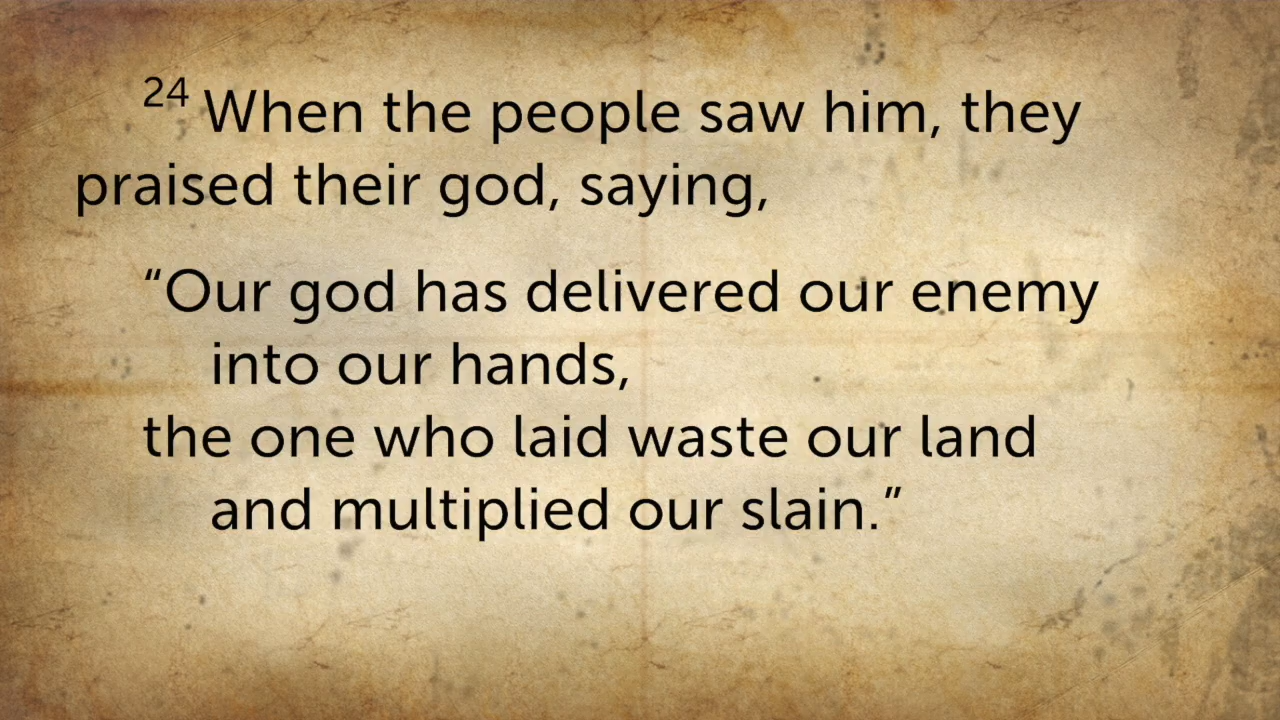 24 When the people saw him, they
praised their god, saying,
“Our god has delivered our enemy
into our hands,
the one who laid waste our land
and multiplied our slain.”